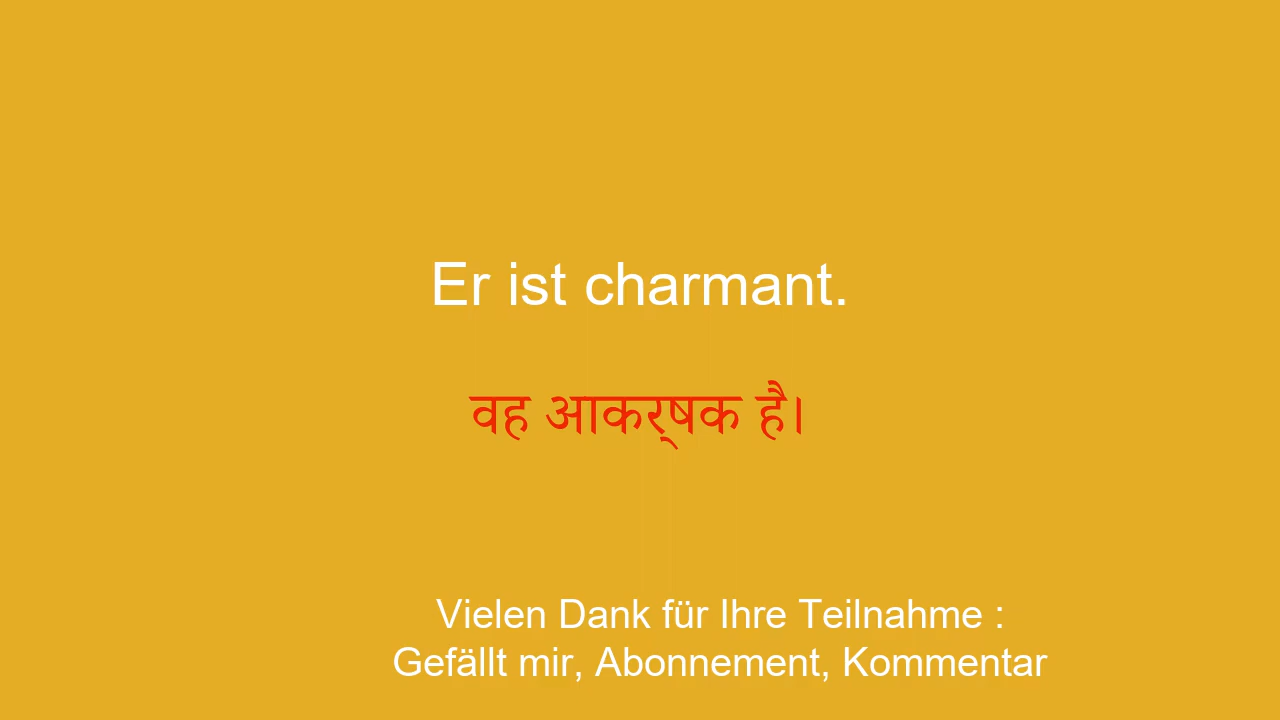 Er ist charmant.
वह आकर्षक है।
Vielen Dank für Ihre Teilnahme :
Gefällt mir, Abonnement, Kommentar